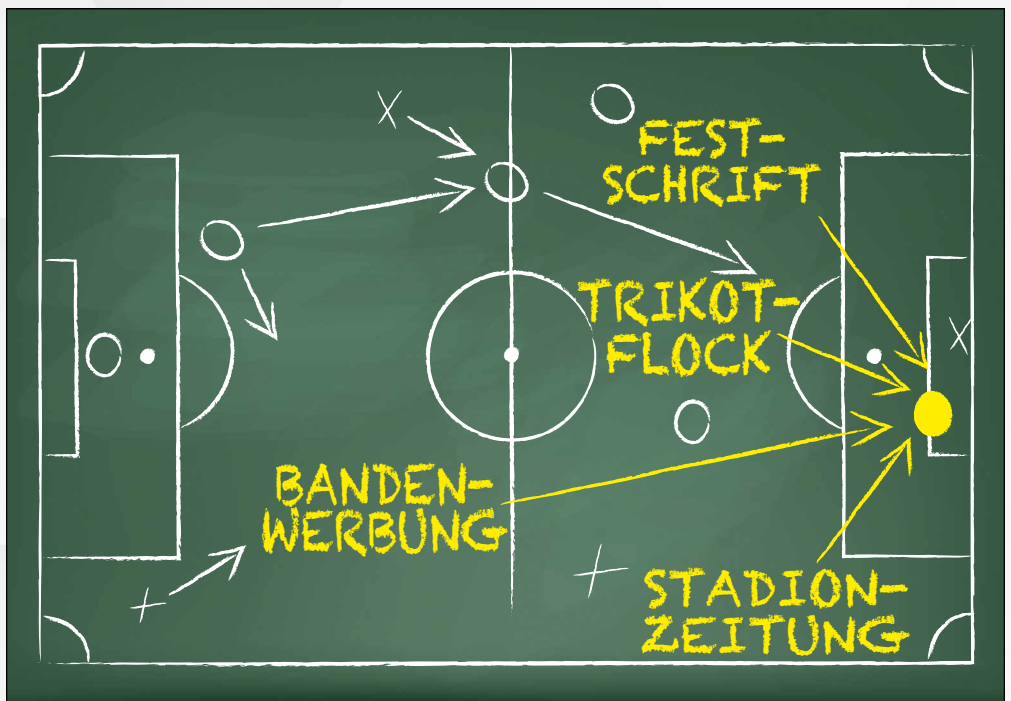 FEST-
SCHRIFT
TRIKOT-
FLOCK
BANDEN-
WERBUNG
STADION-
ZEITUNG